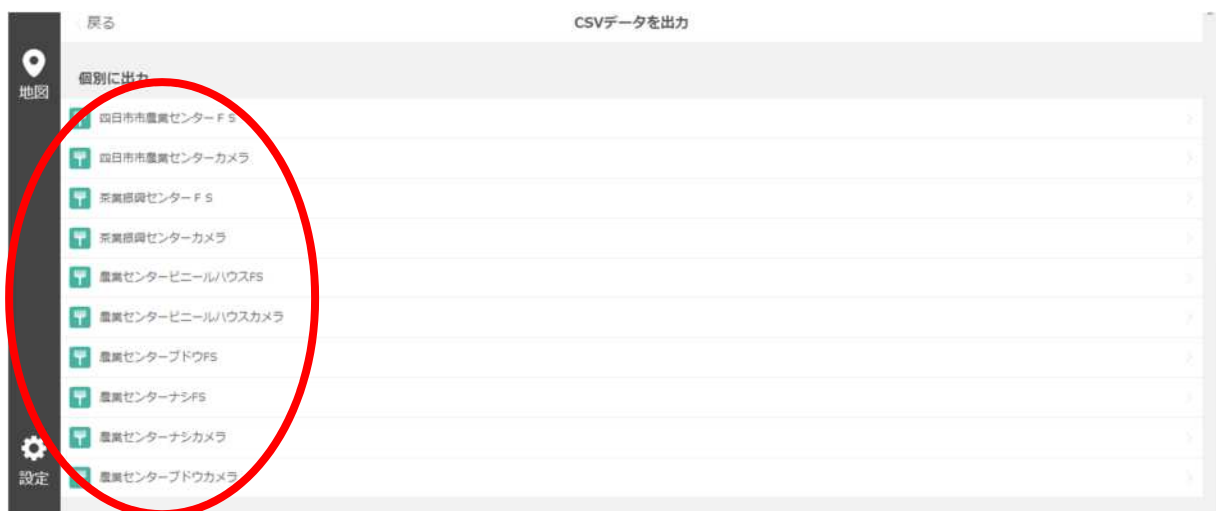 戻る
CSVデータを出力
地図
個別に出力
四日市市農業センターＦＳ
四日市市農業センターカメラ
茶業振興センターＦＳ
茶業振興センターカメラ
農業センタービニールハウスFS
農業センタービニールハウスカメラ
農業センターブドウFS
農業センターナシFS
農業センターナシカメラ
農業センターブドウカメラ
設定